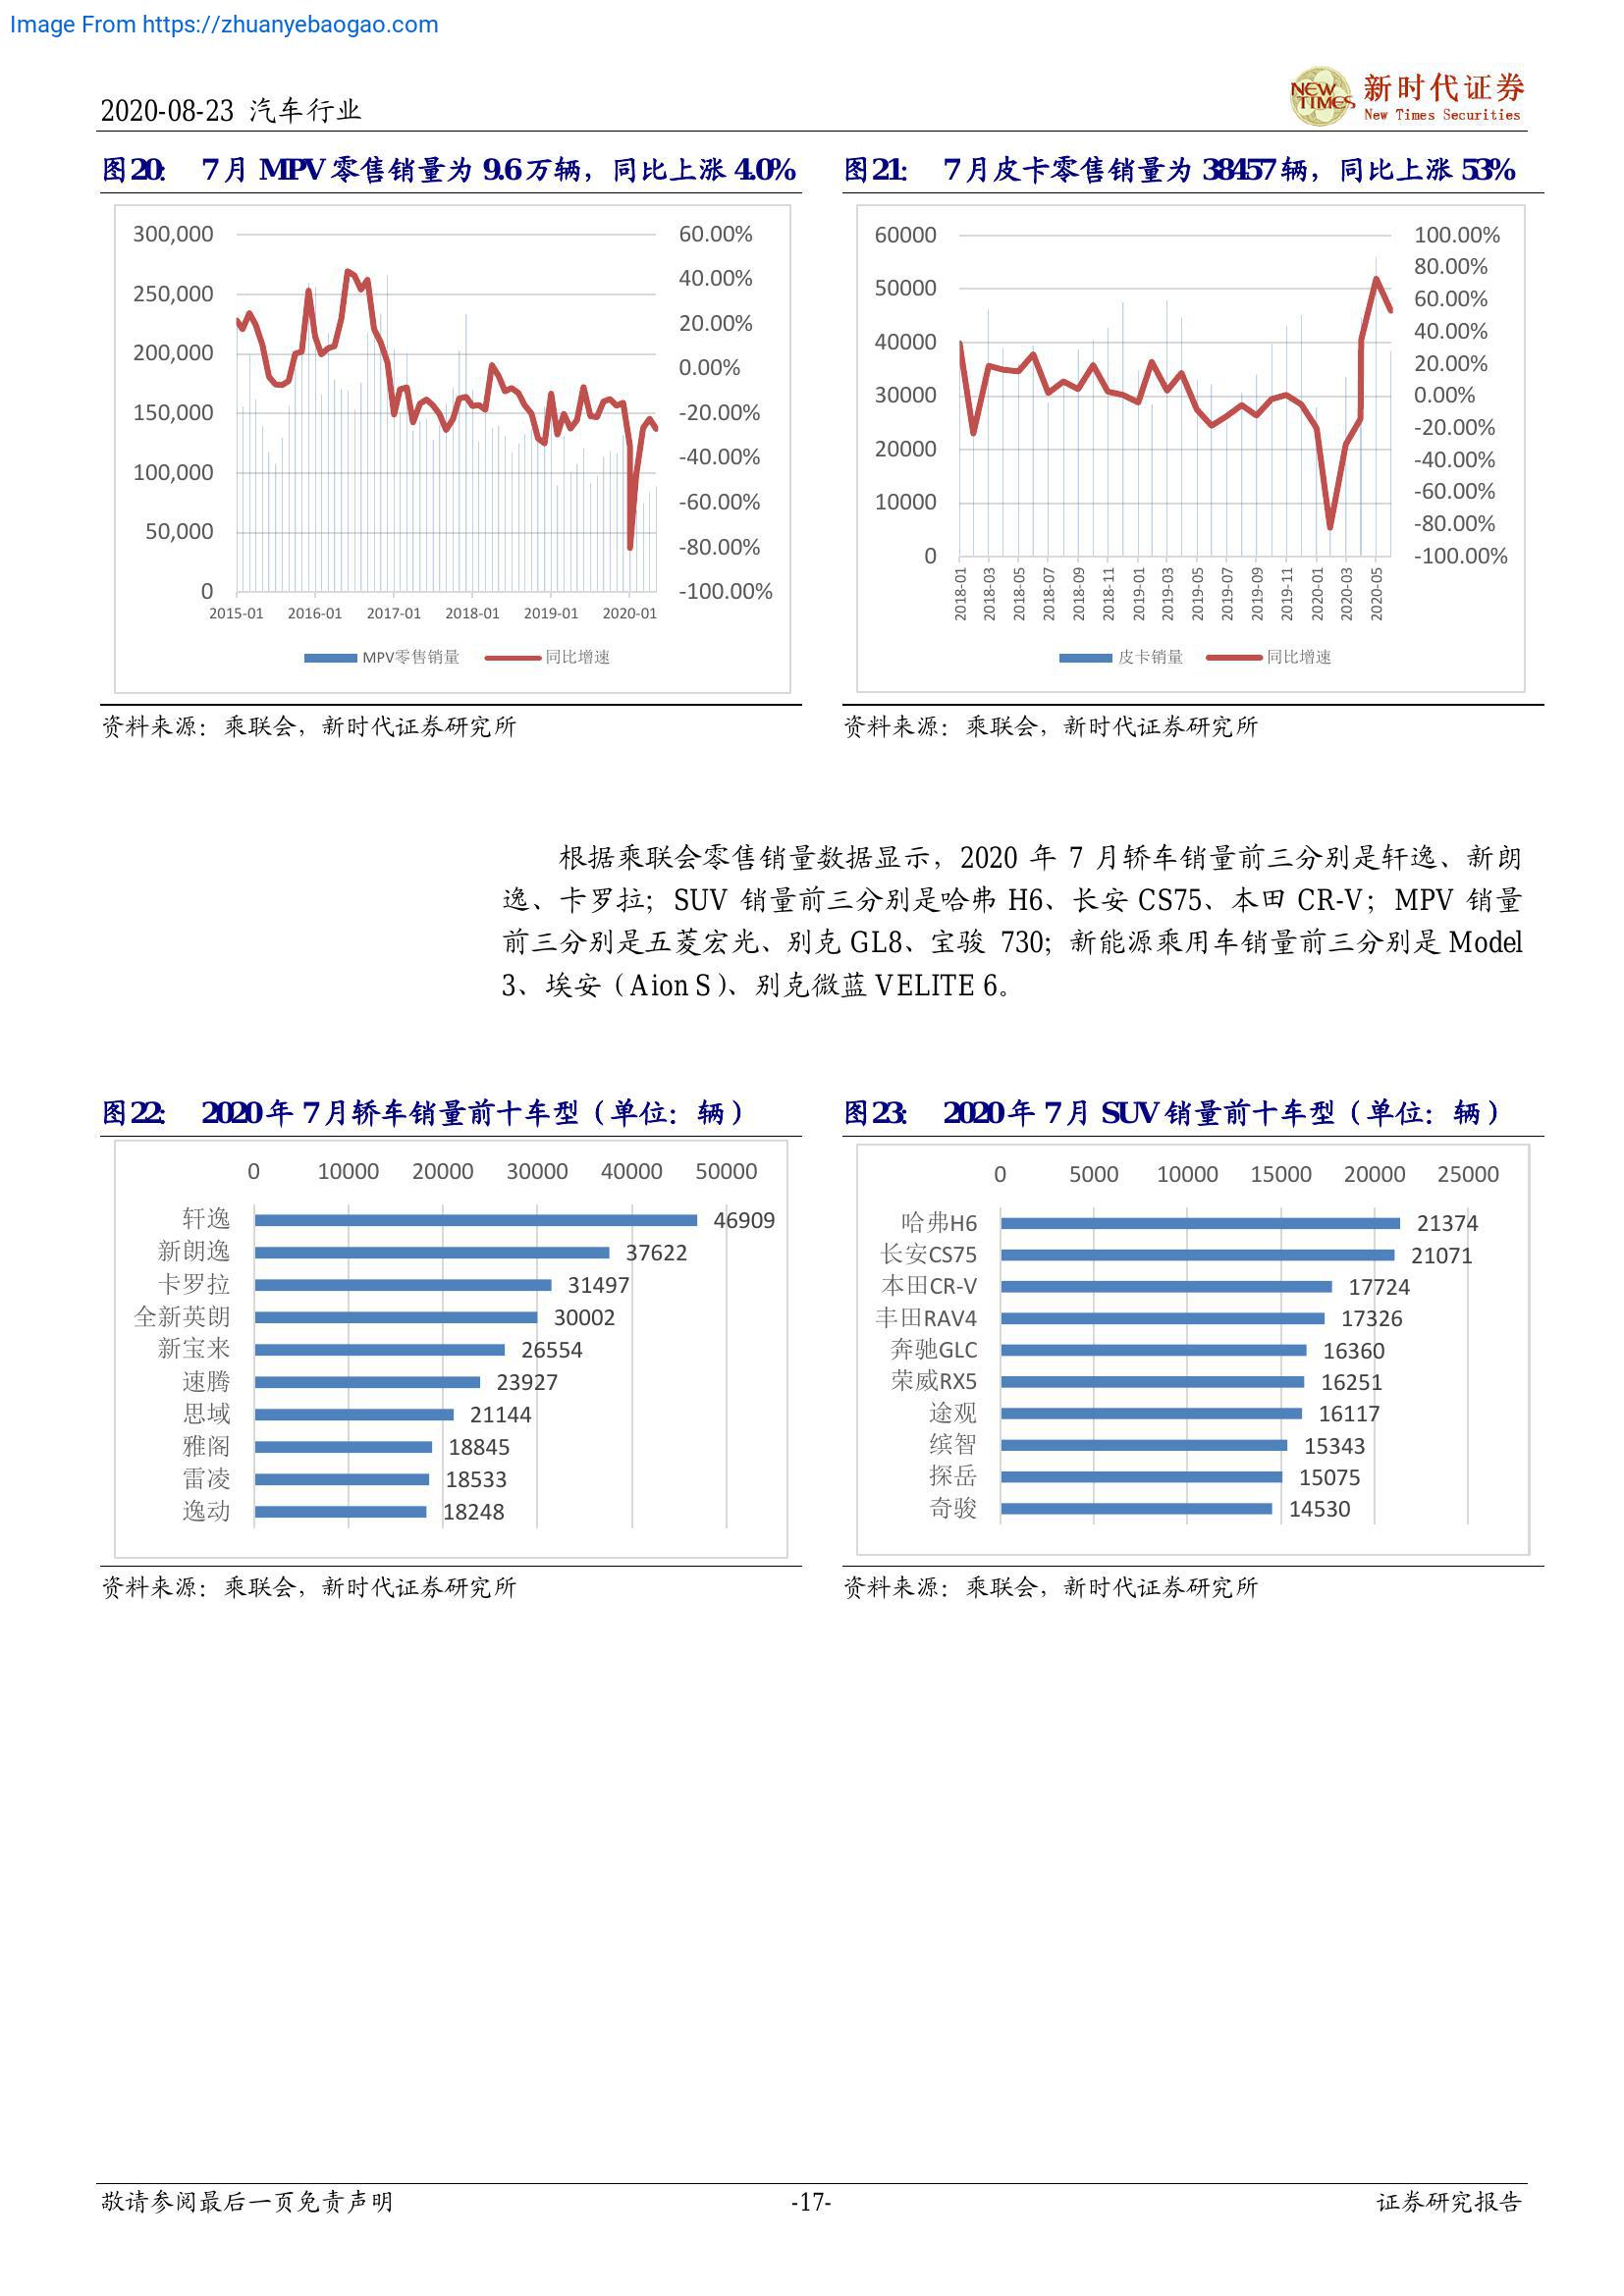 Image From https://zhuanyebaogao.com
2020-08-23 汽车行业
NEW TIMES
新时代证券
New Times Securities
图20: 7月 MPV 零售销量为 9.6 万辆，同比上涨 4.0%
图21: 7月皮卡零售销量为 38457 辆，同比上涨 53%
300,000
250,000
200,000
150,000
100,000
50,000
0
60.00%
40.00%
20.00%
0.00%
-20.00%
-40.00%
-60.00%
-80.00%
-100.00%
2015-01 2016-01 2017-01 2018-01 2019-01 2020-01
MPV零售销量 同比增速
60000
50000
40000
30000
20000
10000
0
100.00%
80.00%
60.00%
40.00%
20.00%
0.00%
-20.00%
-40.00%
-60.00%
-80.00%
-100.00%
2018-01 2018-03 2018-05 2018-07 2018-09 2018-11 2019-01 2019-03 2019-05 2019-07 2019-09 2019-11 2020-01 2020-03 2020-05
皮卡销量 同比增速
资料来源：乘联会，新时代证券研究所
资料来源：乘联会，新时代证券研究所
根据乘联会零售销量数据显示，2020 年 7 月轿车销量前三分别是轩逸、新朗
逸、卡罗拉；SUV 销量前三分别是哈弗 H6、长安 CS75、本田 CR-V；MPV 销量
前三分别是五菱宏光、别克 GL8、宝骏 730；新能源乘用车销量前三分别是 Model
3、埃安（Aion S）、别克微蓝 VELITE 6。
图22: 2020 年 7 月轿车销量前十车型（单位：辆）
图23: 2020 年 7 月 SUV 销量前十车型（单位：辆）
0 10000 20000 30000 40000 50000
轩逸 46909
新朗逸 37622
卡罗拉 31497
全新英朗 30002
新宝来 26554
速腾 23927
思域 21144
雅阁 18845
雷凌 18533
逸动 18248
0 5000 10000 15000 20000 25000
哈弗H6 21374
长安CS75 21071
本田CR-V 17724
丰田RAV4 17326
奔驰GLC 16360
荣威RX5 16251
途观 16117
缤智 15343
探岳 15075
奇骏 14530
资料来源：乘联会，新时代证券研究所
资料来源：乘联会，新时代证券研究所
敬请参阅最后一页免责声明 -17- 证券研究报告